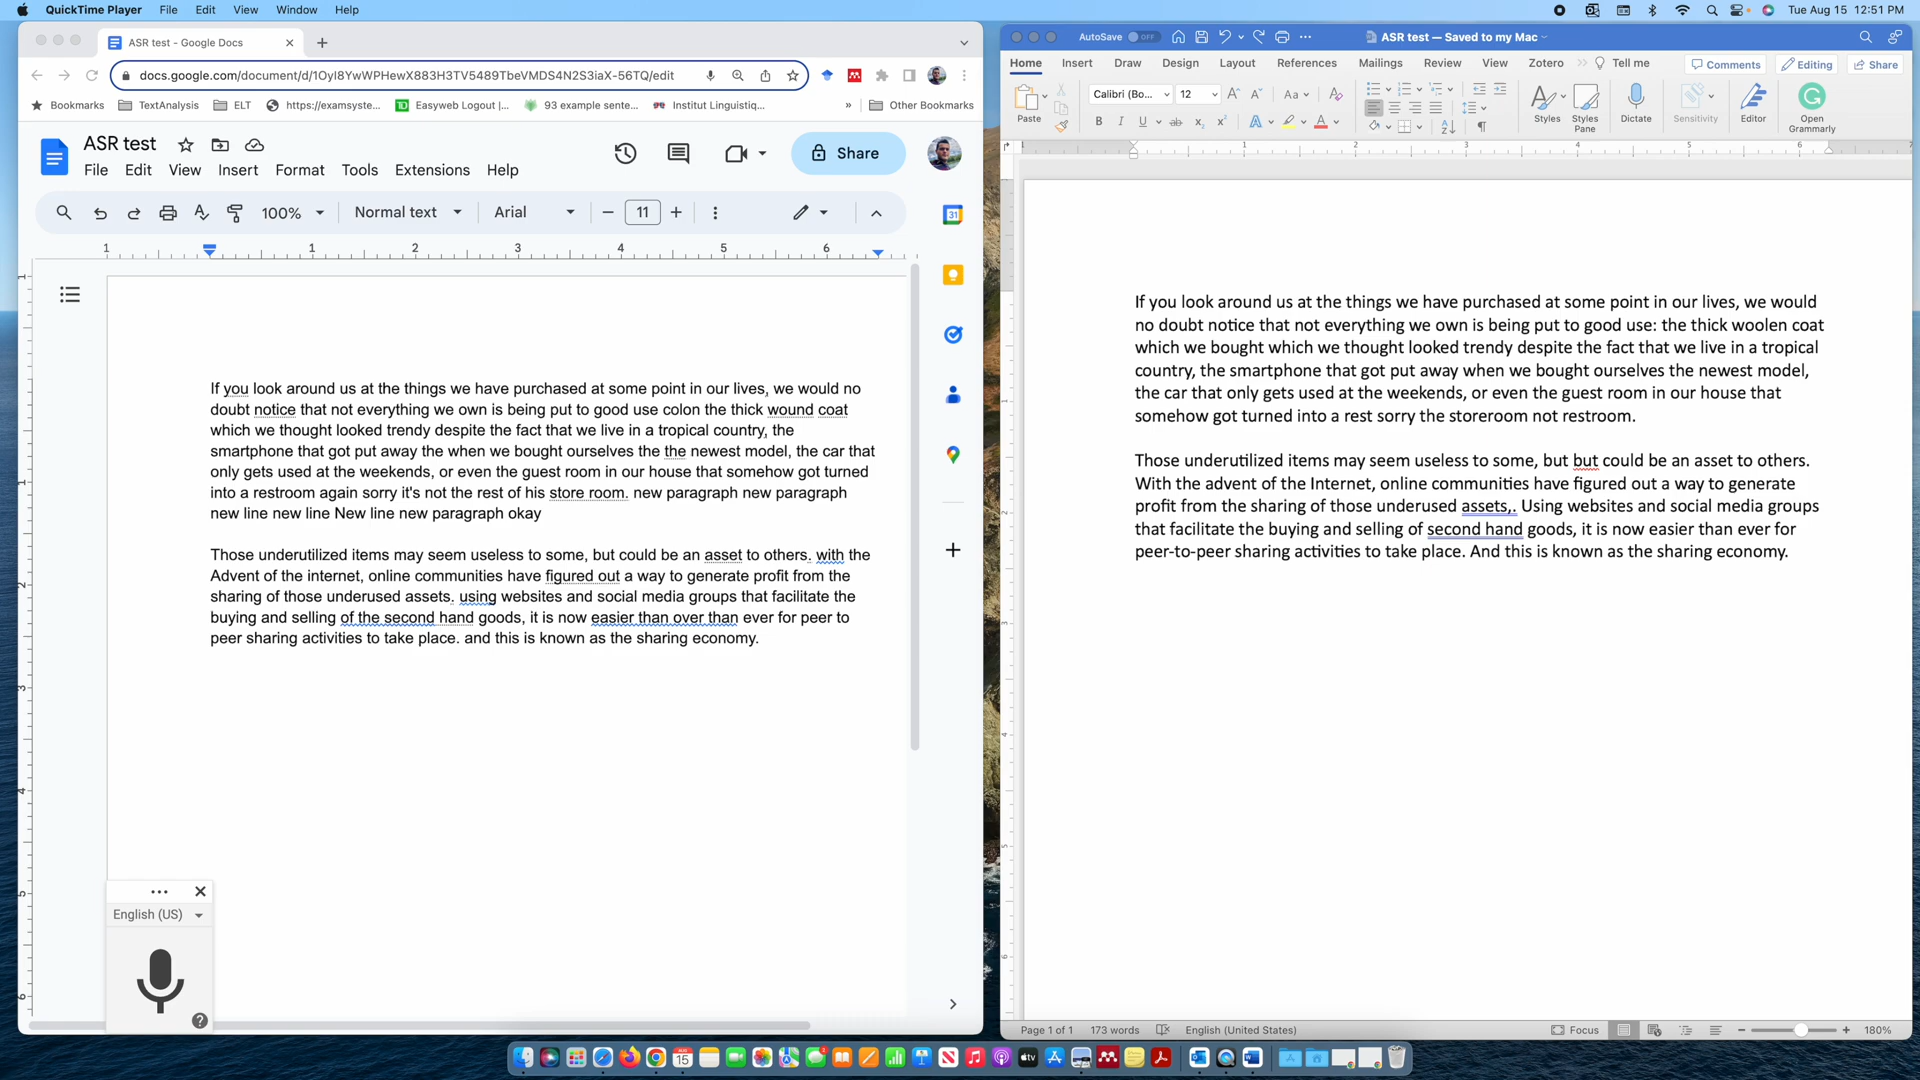 QuickTime Player File Edit View Window Help Tue Aug 15 12:51 PM
ASR test - Google Docs
docs.google.com/document/d/1OyI8YwWPHewX883H3TV5489TbeVMDS4N2S3iaX-56TQ/edit
Bookmarks TextAnalysis ELT https://examsyste... Easyweb Logout |... 93 example sente... Institut Linguistiq... » Other Bookmarks
ASR test
Share
File Edit View Insert Format Tools Extensions Help
100% Normal text Arial 11
1 1 2 3 4 5 6
If you look around us at the things we have purchased at some point in our lives, we would no
doubt notice that not everything we own is being put to good use colon the thick wound coat
which we thought looked trendy despite the fact that we live in a tropical country, the
smartphone that got put away the when we bought ourselves the the newest model, the car that
only gets used at the weekends, or even the guest room in our house that somehow got turned
into a restroom again sorry it's not the rest of his store room. new paragraph new paragraph
new line new line New line new paragraph okay
Those underutilized items may seem useless to some, but could be an asset to others. with the
Advent of the internet, online communities have figured out a way to generate profit from the
sharing of those underused assets. using websites and social media groups that facilitate the
buying and selling of the second hand goods, it is now easier than over than ever for peer to
peer sharing activities to take place. and this is known as the sharing economy.
English (US)
AutoSave OFF ASR test — Saved to my Mac
Home Insert Draw Design Layout References Mailings Review View Zotero Tell me Comments Editing Share
Paste Calibri (Bo... 12 Styles Styles Pane Dictate Sensitivity Editor Open Grammarly
1 1 2 3 4 5 6 7
If you look around us at the things we have purchased at some point in our lives, we would
no doubt notice that not everything we own is being put to good use: the thick woolen coat
which we bought which we thought looked trendy despite the fact that we live in a tropical
country, the smartphone that got put away when we bought ourselves the newest model,
the car that only gets used at the weekends, or even the guest room in our house that
somehow got turned into a rest sorry the storeroom not restroom.
Those underutilized items may seem useless to some, but but could be an asset to others.
With the advent of the Internet, online communities have figured out a way to generate
profit from the sharing of those underused assets,. Using websites and social media groups
that facilitate the buying and selling of second hand goods, it is now easier than ever for
peer-to-peer sharing activities to take place. And this is known as the sharing economy.
Page 1 of 1 173 words English (United States) Focus 180%